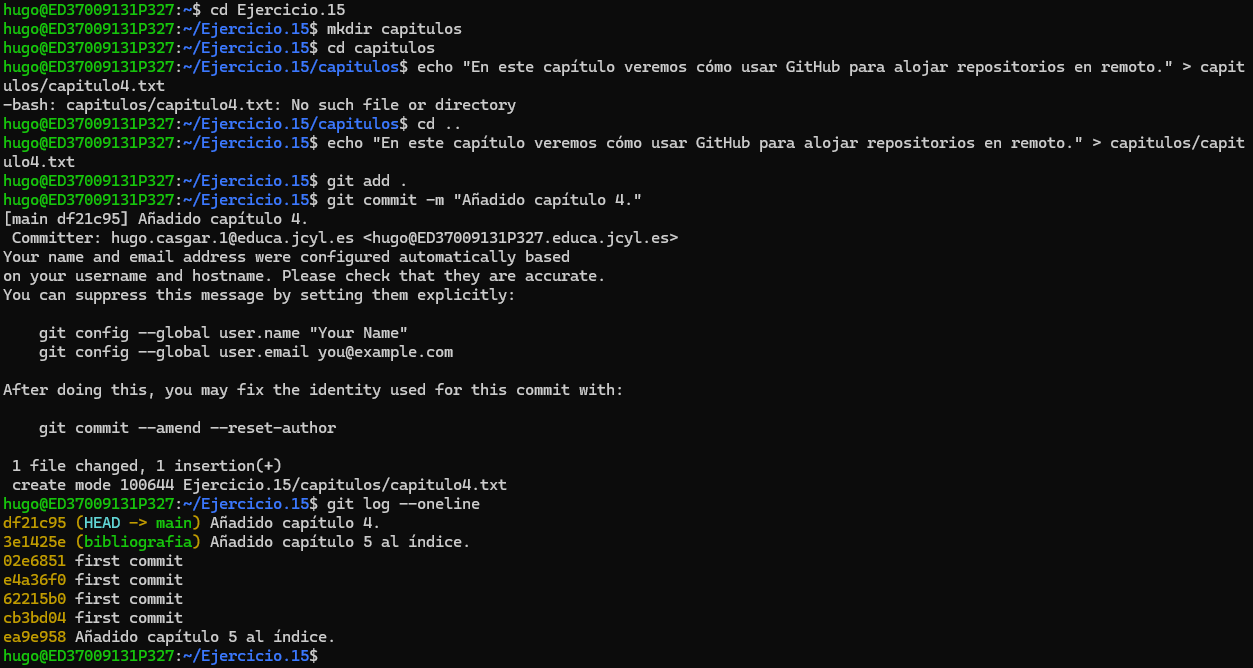 hugo@ED37009131P327:~$ cd Ejercicio.15
hugo@ED37009131P327:~/Ejercicio.15$ mkdir capitulos
hugo@ED37009131P327:~/Ejercicio.15$ cd capitulos
hugo@ED37009131P327:~/Ejercicio.15/capitulos$ echo "En este capítulo veremos cómo usar GitHub para alojar repositorios en remoto." > capit
ulos/capitulo4.txt
-bash: capitulos/capitulo4.txt: No such file or directory
hugo@ED37009131P327:~/Ejercicio.15/capitulos$ cd ..
hugo@ED37009131P327:~/Ejercicio.15$ echo "En este capítulo veremos cómo usar GitHub para alojar repositorios en remoto." > capitulos/capit
ulo4.txt
hugo@ED37009131P327:~/Ejercicio.15$ git add .
hugo@ED37009131P327:~/Ejercicio.15$ git commit -m "Añadido capítulo 4."
[main df21c95] Añadido capítulo 4.
 Committer: hugo.casgar.1@educa.jcyl.es <hugo@ED37009131P327.educa.jcyl.es>
Your name and email address were configured automatically based
on your username and hostname. Please check that they are accurate.
You can suppress this message by setting them explicitly:

    git config --global user.name "Your Name"
    git config --global user.email you@example.com

After doing this, you may fix the identity used for this commit with:

    git commit --amend --reset-author

 1 file changed, 1 insertion(+)
 create mode 100644 Ejercicio.15/capitulos/capitulo4.txt
hugo@ED37009131P327:~/Ejercicio.15$ git log --oneline
df21c95 (HEAD -> main) Añadido capítulo 4.
3e1425e (bibliografia) Añadido capítulo 5 al índice.
02e6851 first commit
e4a36f0 first commit
62215b0 first commit
cb3bd04 first commit
ea9e958 Añadido capítulo 5 al índice.
hugo@ED37009131P327:~/Ejercicio.15$